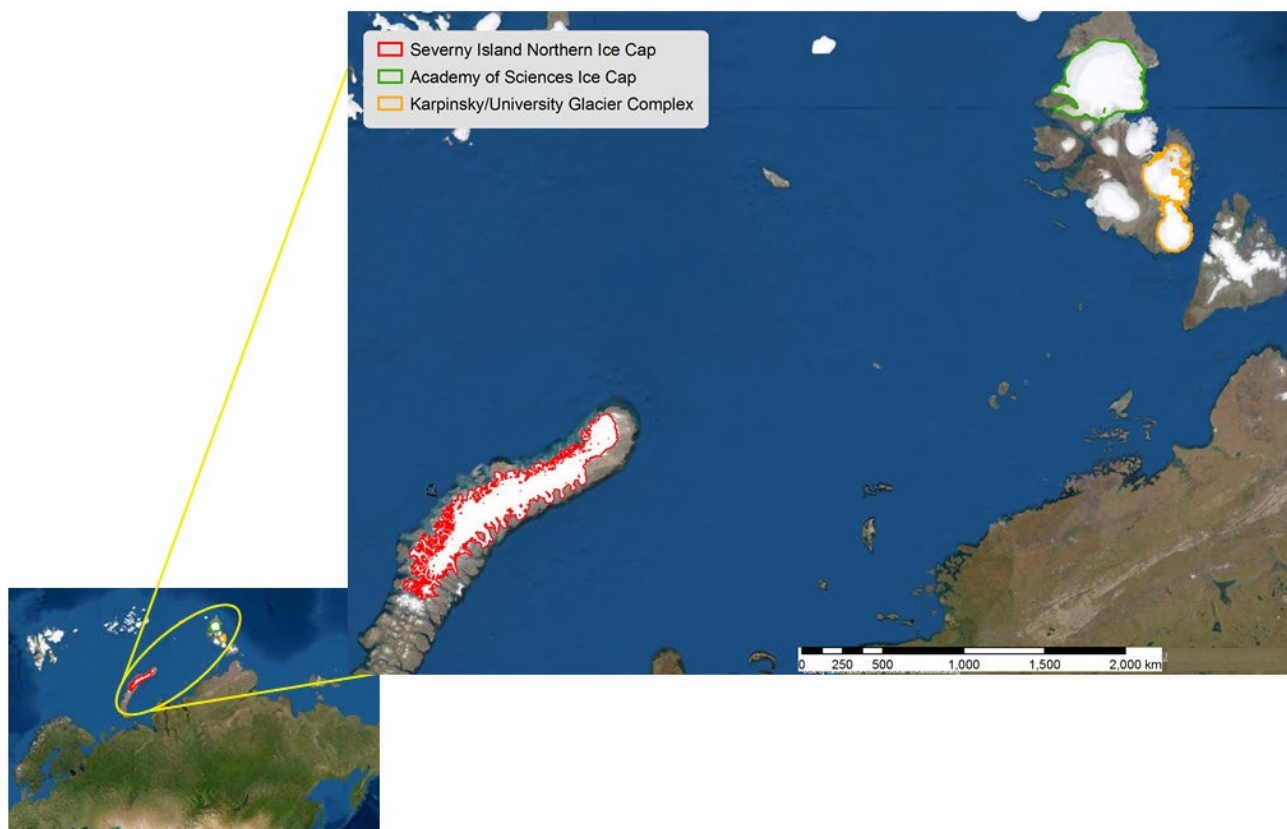 Severny Island Northern Ice Cap
Academy of Sciences Ice Cap
Karpinsky/University Glacier Complex
0 250 500 1,000 1,500 2,000 km